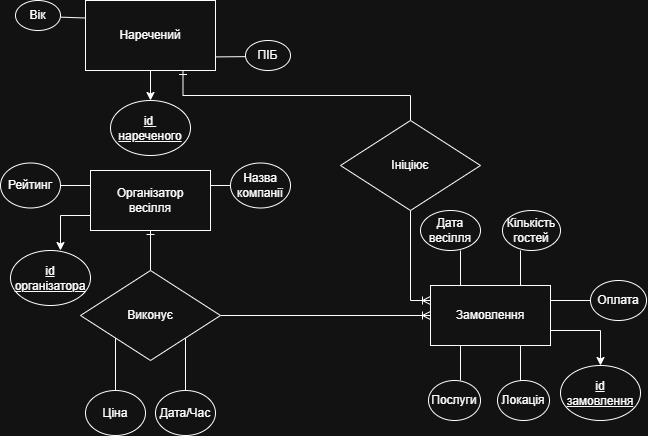 Вік
Наречений
ПІБ
id
нареченого
Ініціює
Рейтинг
Організатор
весілля
Назва
компанії
Дата
весілля
Кількість
гостей
id
організатора
Виконує
Замовлення
Оплата
Ціна
Дата/Час
Послуги
Локація
id
замовлення